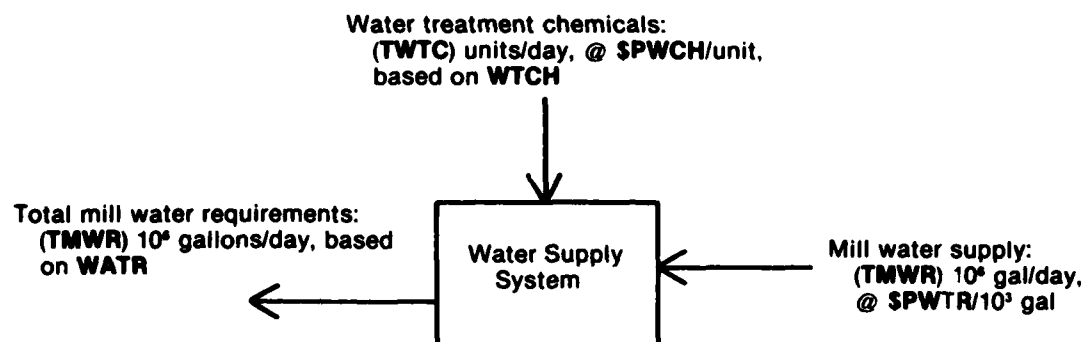 Water treatment chemicals:
(TWTC) units/day, @ $PWCH/unit,
based on WTCH
Total mill water requirements:
(TMWR) 10⁶ gallons/day, based
on WATR
Water Supply
System
Mill water supply:
(TMWR) 10⁶ gal/day,
@ $PWTR/10³ gal